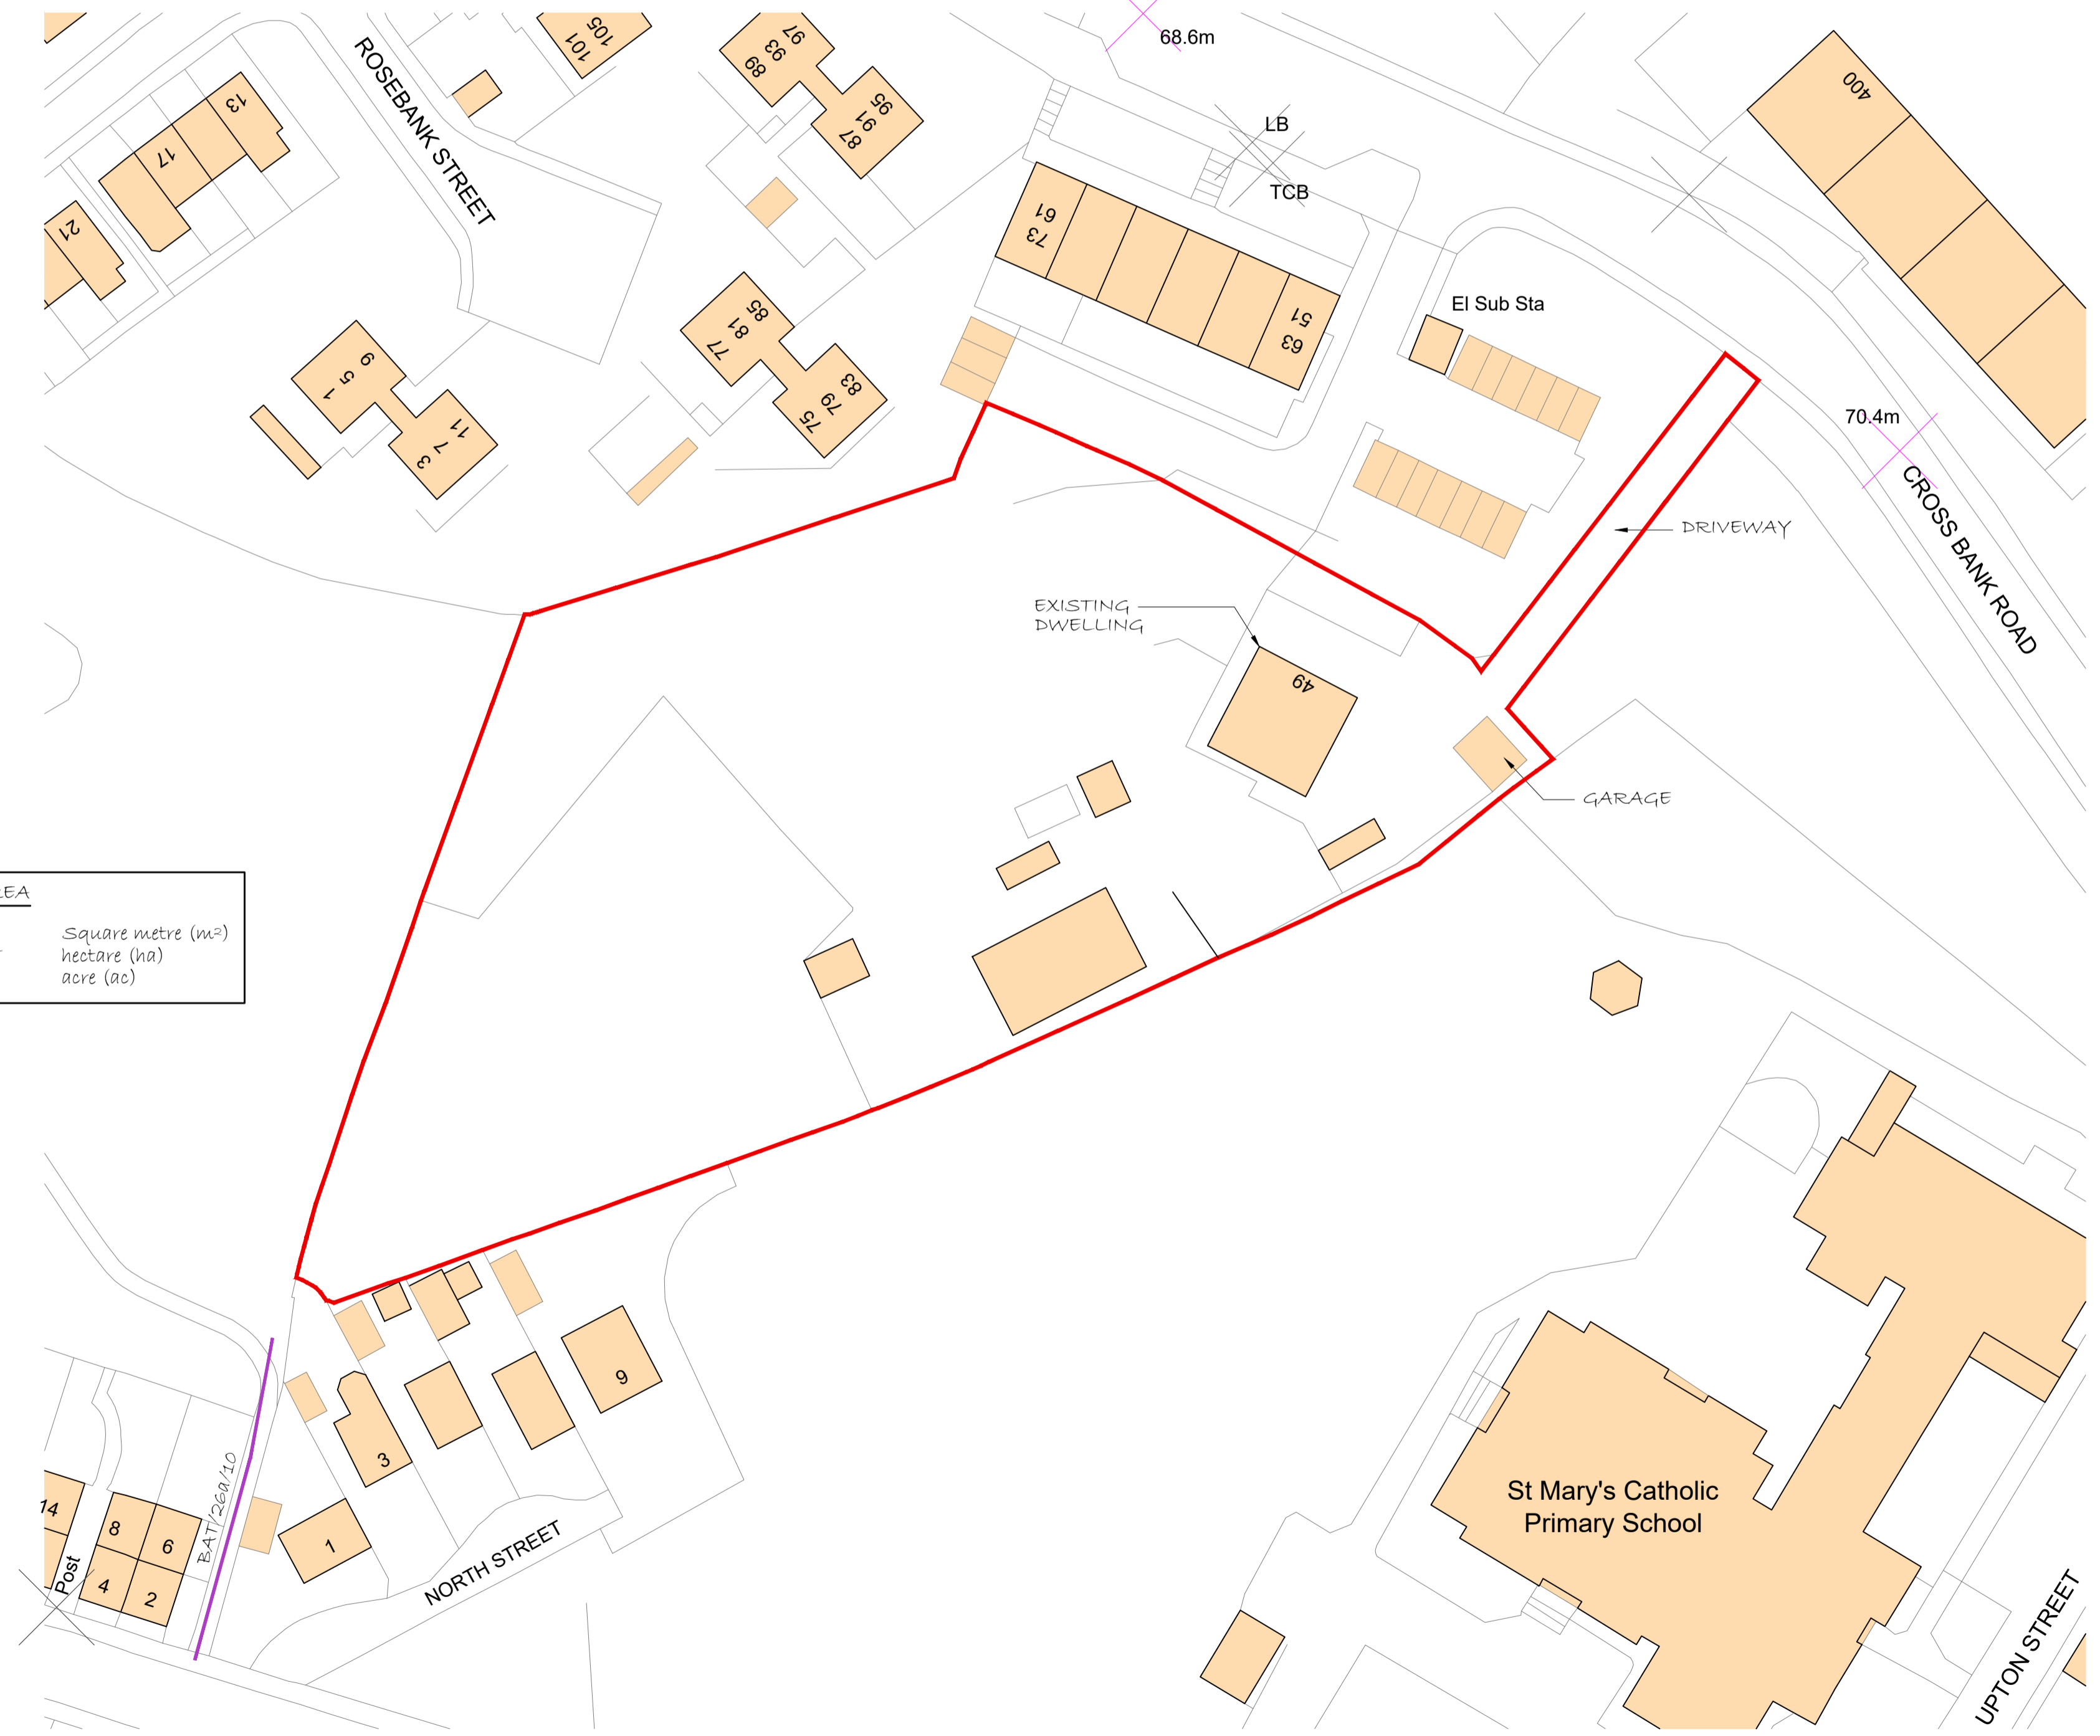 68.6m
105
101
97
93
89
ROSEBANK STREET
13
17
21
95
91
87
LB
TCB
400
61
73
51
63
El Sub Sta
85
81
77
83
79
75
9
5
1
11
7
3
70.4m
CROSS BANK ROAD
DRIVEWAY
EXISTING
DWELLING
49
GARAGE
Square metre (m²)
hectare (ha)
acre (ac)
9
3
1
14
8
6
4
2
Post
BAT/26a/10
NORTH STREET
St Mary's Catholic
Primary School
UPTON STREET